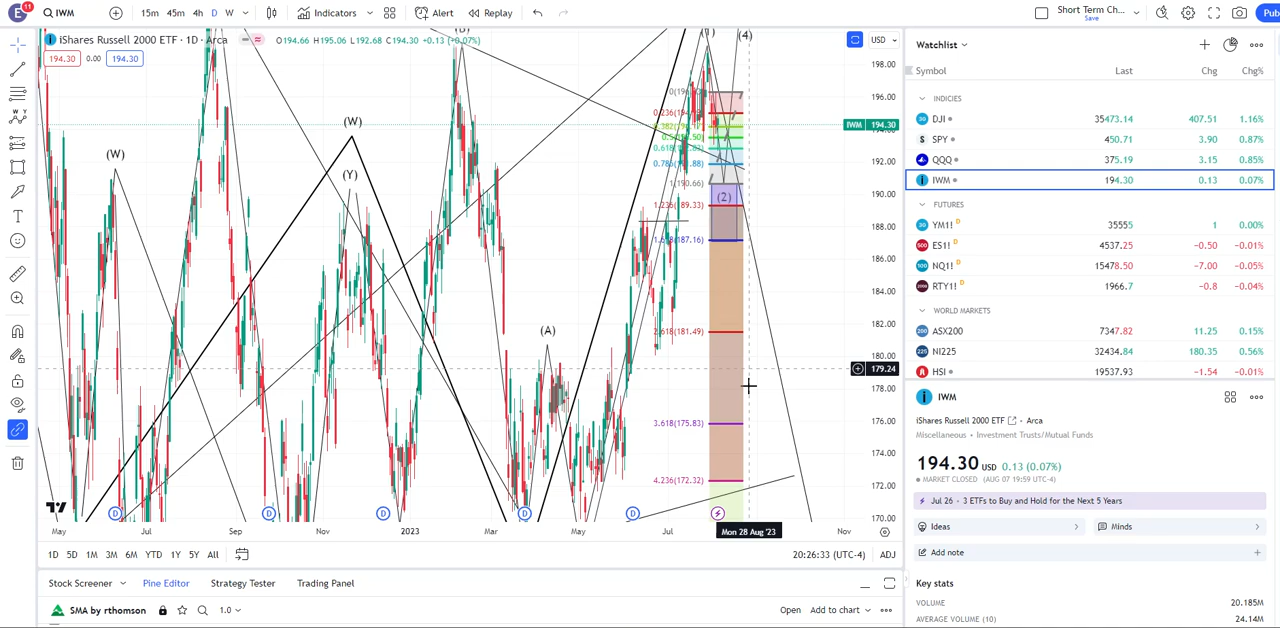 E 11 IWM 15m 45m 4h D W Indicators Alert Replay Short Term Ch... Save Pub
iShares Russell 2000 ETF · 1D · Arca O194.66 H195.06 L192.68 C194.30 +0.13 (+0.07%) USD
194.30 0.00 194.30
(4)
198.00
196.00
IWM 194.30
192.00
190.00
188.00
186.00
184.00
182.00
180.00
179.24
178.00
176.00
174.00
172.00
170.00
(W)
(W)
(Y)
(A)
(2)
1(190.66)
2.618(181.49)
3.618(175.83)
4.236(172.32)
D D D D D
May Jul Sep Nov 2023 Mar May Jul Mon 28 Aug '23 Nov
1D 5D 1M 3M 6M YTD 1Y 5Y All 20:26:33 (UTC-4) ADJ
Stock Screener Pine Editor Strategy Tester Trading Panel
SMA by rthomson 1.0 Open Add to chart
Watchlist
Symbol Last Chg Chg%
INDICIES
30 DJI 35473.14 407.51 1.16%
S SPY 450.71 3.90 0.87%
QQQ 375.19 3.15 0.85%
IWM 194.30 0.13 0.07%
FUTURES
30 YM1! D 35555 1 0.00%
500 ES1! D 4537.25 -0.50 -0.01%
100 NQ1! D 15478.50 -7.00 -0.05%
2000 RTY1! D 1966.7 -0.8 -0.04%
WORLD MARKETS
200 ASX200 7347.82 11.25 0.15%
225 NI225 32434.84 180.35 0.56%
HSI 19537.93 -1.54 -0.01%
IWM
iShares Russell 2000 ETF · Arca
Miscellaneous • Investment Trusts/Mutual Funds
194.30 USD 0.13 (0.07%)
MARKET CLOSED (AUG 07 19:59 UTC-4)
Jul 26 · 3 ETFs to Buy and Hold for the Next 5 Years
Ideas Minds
Add note
Key stats
VOLUME 20.185M
AVERAGE VOLUME (10) 24.14M